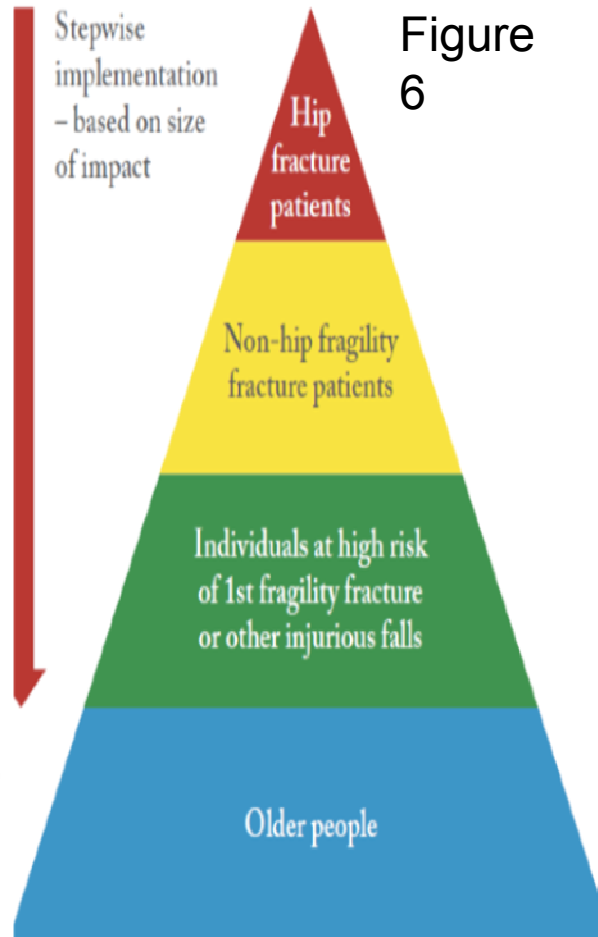 Stepwise
implementation
– based on size
of impact
Figure
6
Hip
fracture
patients
Non-hip fragility
fracture patients
Individuals at high risk
of 1st fragility fracture
or other injurious falls
Older people